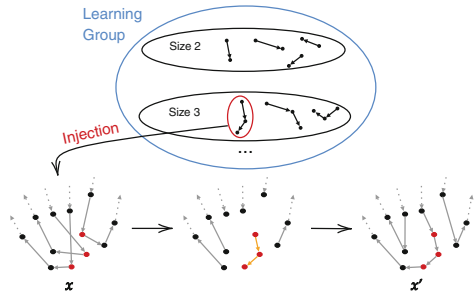 Learning
Group
Size 2
Size 3
Injection
...
x
x'